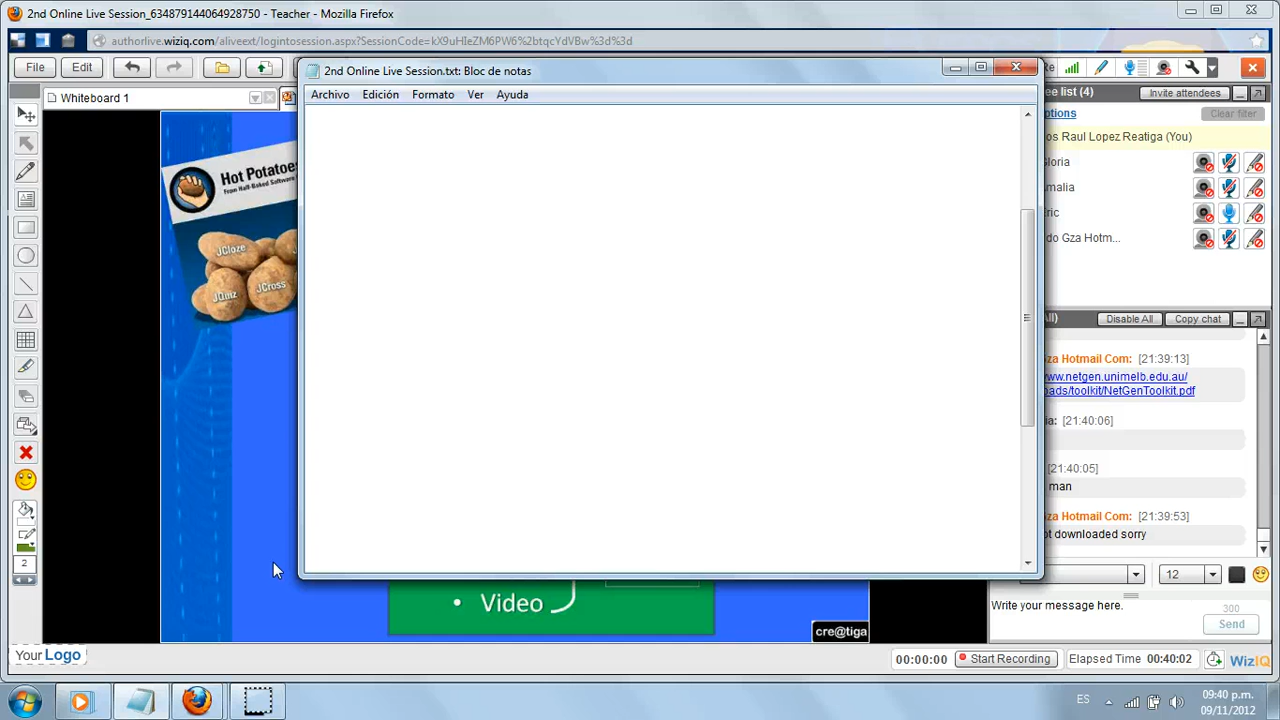 2nd Online Live Session_634879144064928750 - Teacher - Mozilla Firefox
authorlive.wiziq.com/aliveext/logintosession.aspx?SessionCode=kX9uHIeZM6PW6%2btqcYdVBw%3d%3d
File
Edit
2nd Online Live Session.txt: Bloc de notas
Archivo
Edición
Formato
Ver
Ayuda
Whiteboard 1
ee list (4)
Invite attendees
ptions
Clear filter
os Raul Lopez Reatiga (You)
Gloria
malia
ric
do Gza Hotm...
Hot Potatoes
From Half-Baked Software
JCloze
JQuiz
JCross
All)
Disable All
Copy chat
za Hotmail Com: [21:39:13]
ww.netgen.unimelb.edu.au/
oads/toolkit/NetGenToolkit.pdf
ia: [21:40:06]
[21:40:05]
man
za Hotmail Com: [21:39:53]
ot downloaded sorry
2
12
• Video
cre@tiga
Write your message here.
300
Send
Your Logo
00:00:00
Start Recording
Elapsed Time
00:40:02
WizIQ
ES
09:40 p.m.
09/11/2012